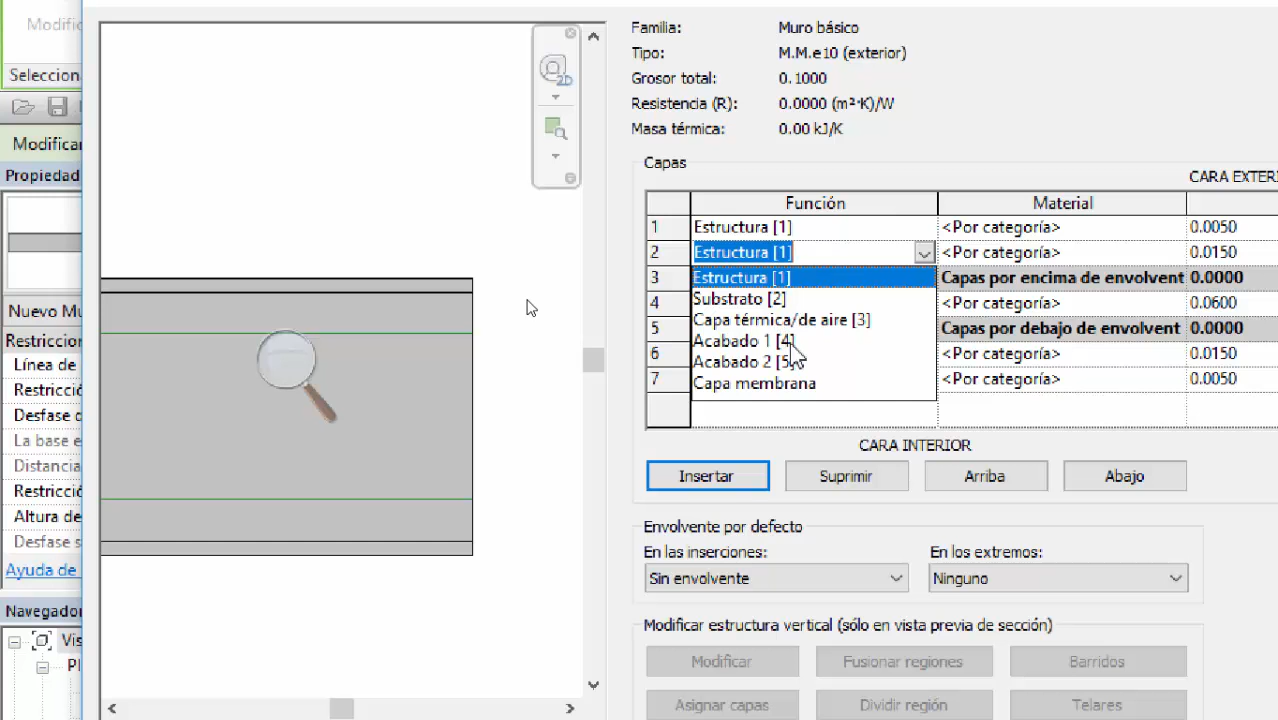 Modific
Seleccion
Modifica
Propiedad
Nuevo Mu
Restriccion
Línea de
Restricció
Desfase d
La base e
Distancia
Restricció
Altura de
Desfase s
Ayuda de
Navegador
Vis
Pl
2D
Familia: Muro básico
Tipo: M.M.e10 (exterior)
Grosor total: 0.1000
Resistencia (R): 0.0000 (m²·K)/W
Masa térmica: 0.00 kJ/K
Capas
CARA EXTERI
Función Material
1 Estructura [1] <Por categoría> 0.0050
2 Estructura [1] <Por categoría> 0.0150
3 Capas por encima de envolvent 0.0000
4 <Por categoría> 0.0600
5 Capas por debajo de envolvent 0.0000
6 <Por categoría> 0.0150
7 <Por categoría> 0.0050
Estructura [1]
Substrato [2]
Capa térmica/de aire [3]
Acabado 1 [4]
Acabado 2 [5
Capa membrana
CARA INTERIOR
Insertar Suprimir Arriba Abajo
Envolvente por defecto
En las inserciones: En los extremos:
Sin envolvente Ninguno
Modificar estructura vertical (sólo en vista previa de sección)
Modificar Fusionar regiones Barridos
Asignar capas Dividir región Telares